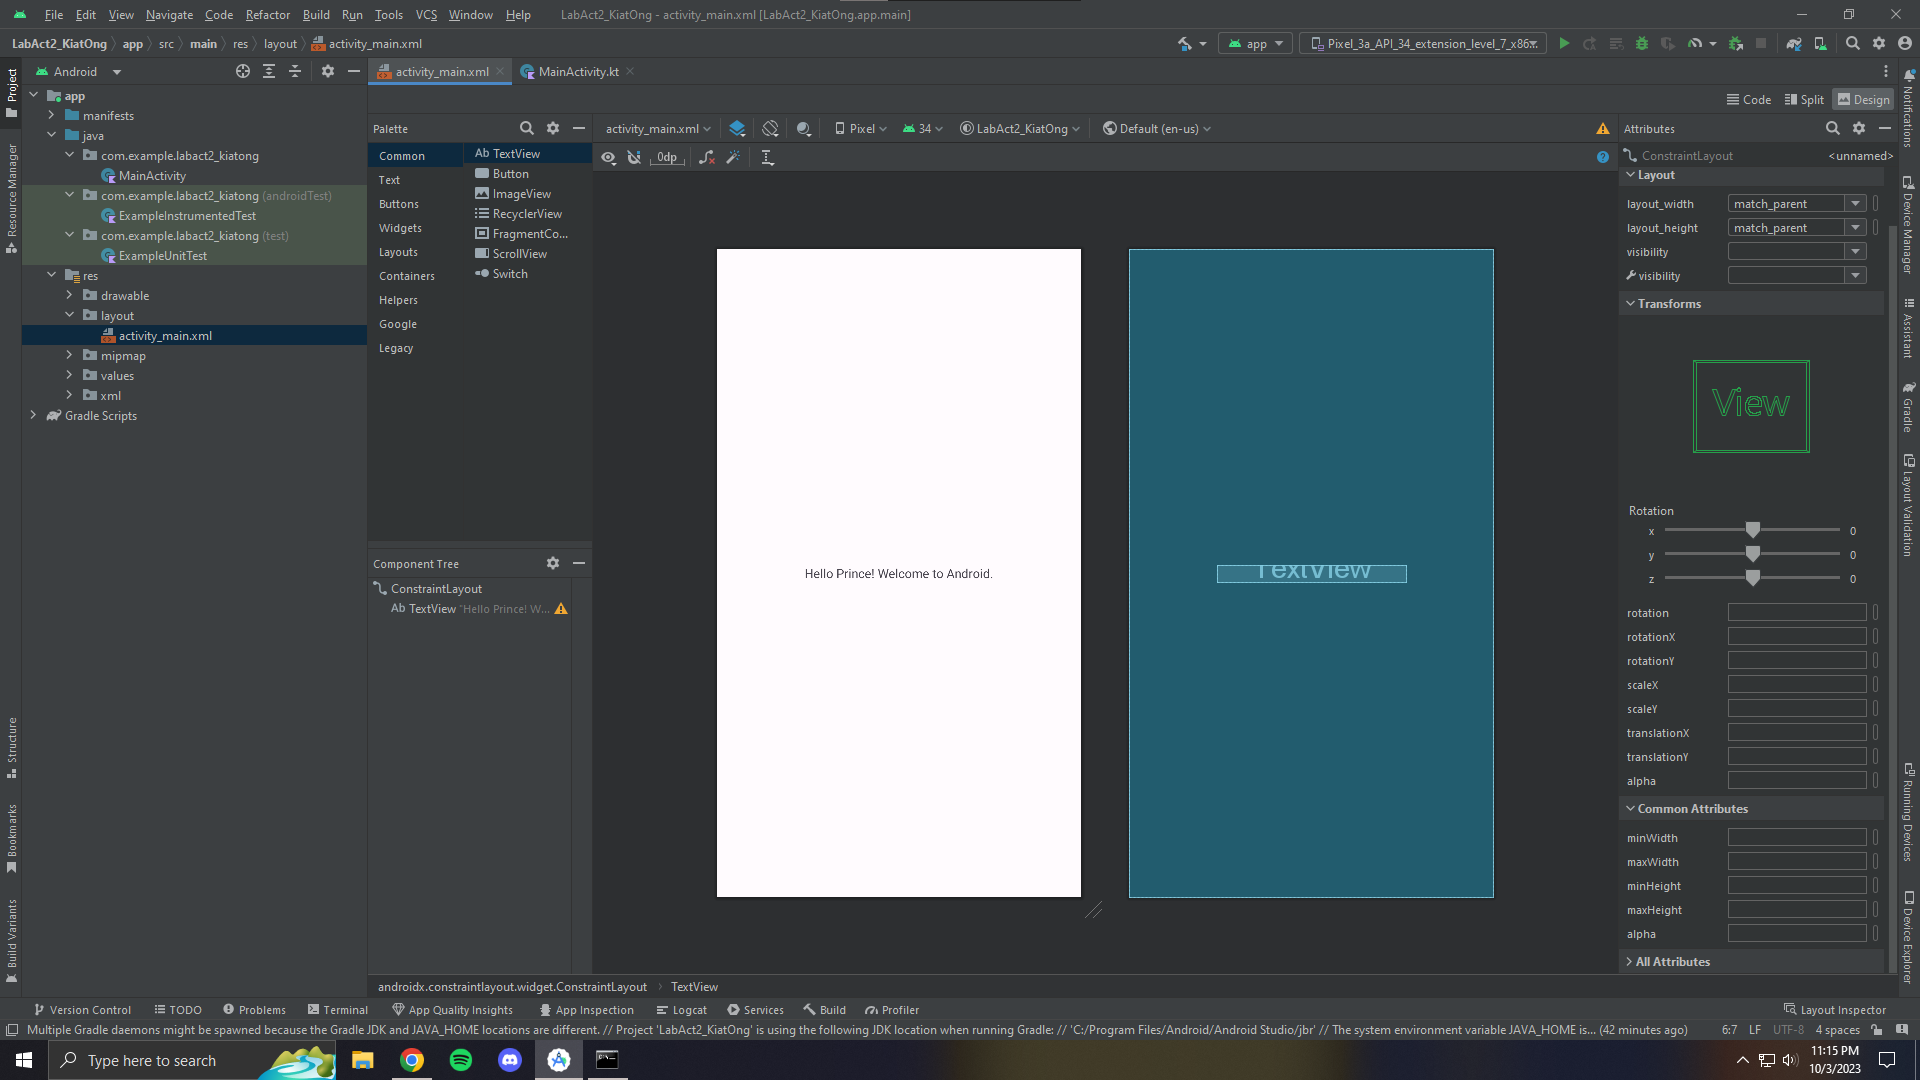 File Edit View Navigate Code Refactor Build Run Tools VCS Window Help LabAct2_KiatOng - activity_main.xml [LabAct2_KiatOng.app.main]
LabAct2_KiatOng app src main res layout activity_main.xml app Pixel_3a_API_34_extension_level_7_x86
Project
Resource Manager
Structure
Bookmarks
Build Variants
Android
app
manifests
java
com.example.labact2_kiatong
MainActivity
com.example.labact2_kiatong (androidTest)
ExampleInstrumentedTest
com.example.labact2_kiatong (test)
ExampleUnitTest
res
drawable
layout
activity_main.xml
mipmap
values
xml
Gradle Scripts
activity_main.xml MainActivity.kt
Code Split Design
Palette
Common
Text
Buttons
Widgets
Layouts
Containers
Helpers
Google
Legacy
Ab TextView
Button
ImageView
RecyclerView
FragmentCo...
ScrollView
Switch
Component Tree
ConstraintLayout
Ab TextView "Hello Prince! W...
activity_main.xml Pixel 34 LabAct2_KiatOng Default (en-us)
0dp
Hello Prince! Welcome to Android.
TextView
Attributes
ConstraintLayout <unnamed>
Layout
layout_width match_parent
layout_height match_parent
visibility
visibility
Transforms
View
Rotation
x 0
y 0
z 0
rotation
rotationX
rotationY
scaleX
scaleY
translationX
translationY
alpha
Common Attributes
minWidth
maxWidth
minHeight
maxHeight
alpha
All Attributes
Notifications
Device Manager
Assistant
Gradle
Layout Validation
Running Devices
Device Explorer
androidx.constraintlayout.widget.ConstraintLayout TextView
Version Control TODO Problems Terminal App Quality Insights App Inspection Logcat Services Build Profiler Layout Inspector
Multiple Gradle daemons might be spawned because the Gradle JDK and JAVA_HOME locations are different. // Project 'LabAct2_KiatOng' is using the following JDK location when running Gradle: // 'C:/Program Files/Android/Android Studio/jbr' // The system environment variable JAVA_HOME is... (42 minutes ago) 6:7 LF UTF-8 4 spaces
Type here to search
11:15 PM
10/3/2023